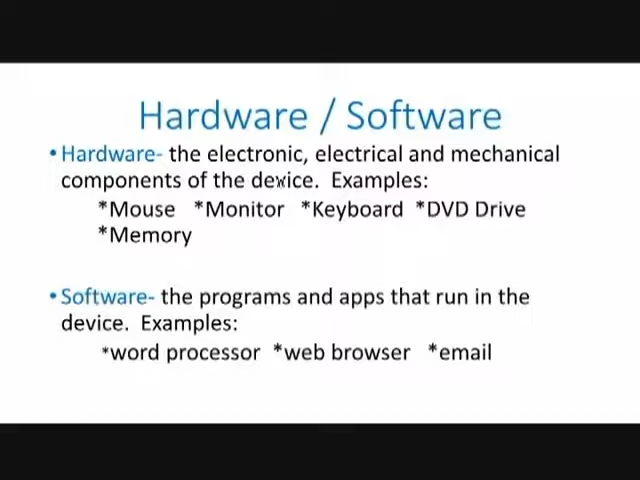 Hardware / Software
• Hardware- the electronic, electrical and mechanical
components of the device.  Examples:
*Mouse   *Monitor   *Keyboard  *DVD Drive
*Memory
• Software- the programs and apps that run in the
device.  Examples:
*word processor  *web browser   *email